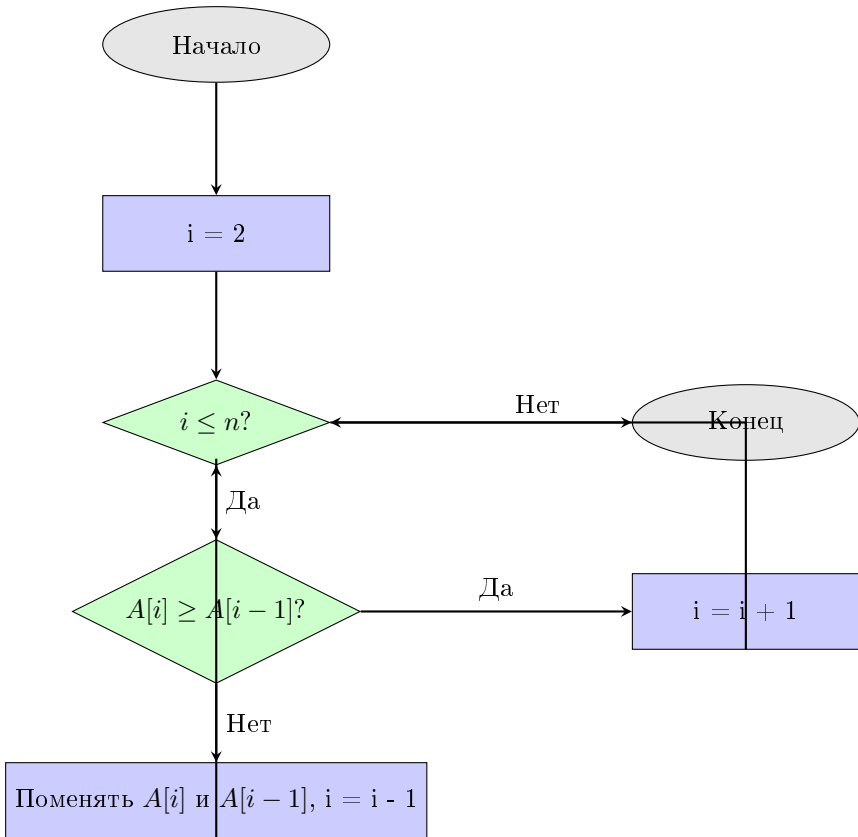 Начало
i = 2
i ≤ n?
Нет
Конец
Да
A[i] ≥ A[i − 1]?
Да
i = i + 1
Нет
Поменять A[i] и A[i − 1], i = i - 1